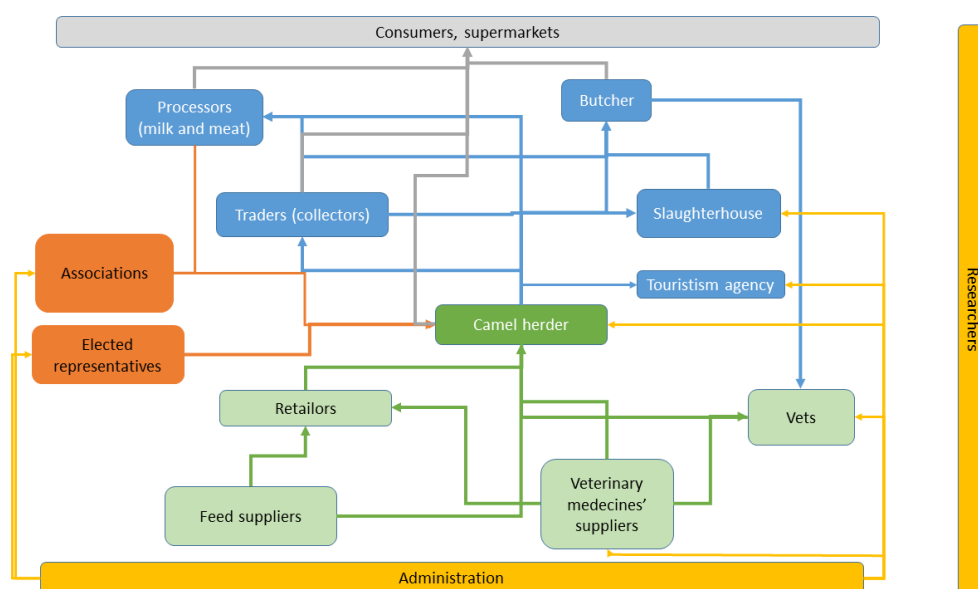 Consumers, supermarkets
Processors
(milk and meat)
Butcher
Traders (collectors)
Slaughterhouse
Associations
Touristism agency
Camel herder
Elected
representatives
Retailors
Vets
Feed suppliers
Veterinary
medecines’
suppliers
Administration
Researchers